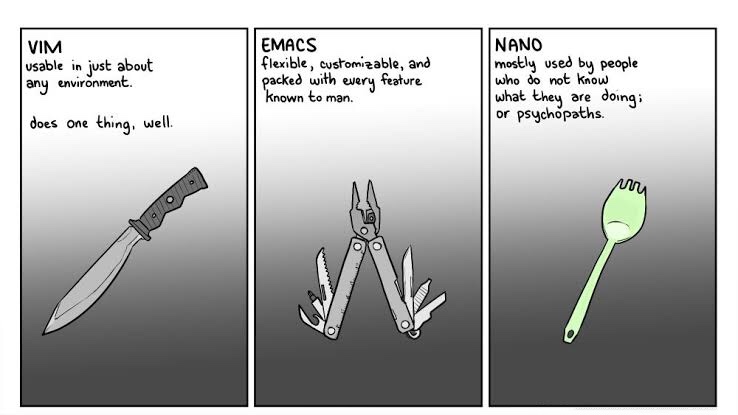 VIM
usable in just about
any environment.
does one thing, well.
EMACS
flexible, customizable, and
packed with every feature
known to man.
NANO
mostly used by people
who do not know
what they are doing;
or psychopaths.